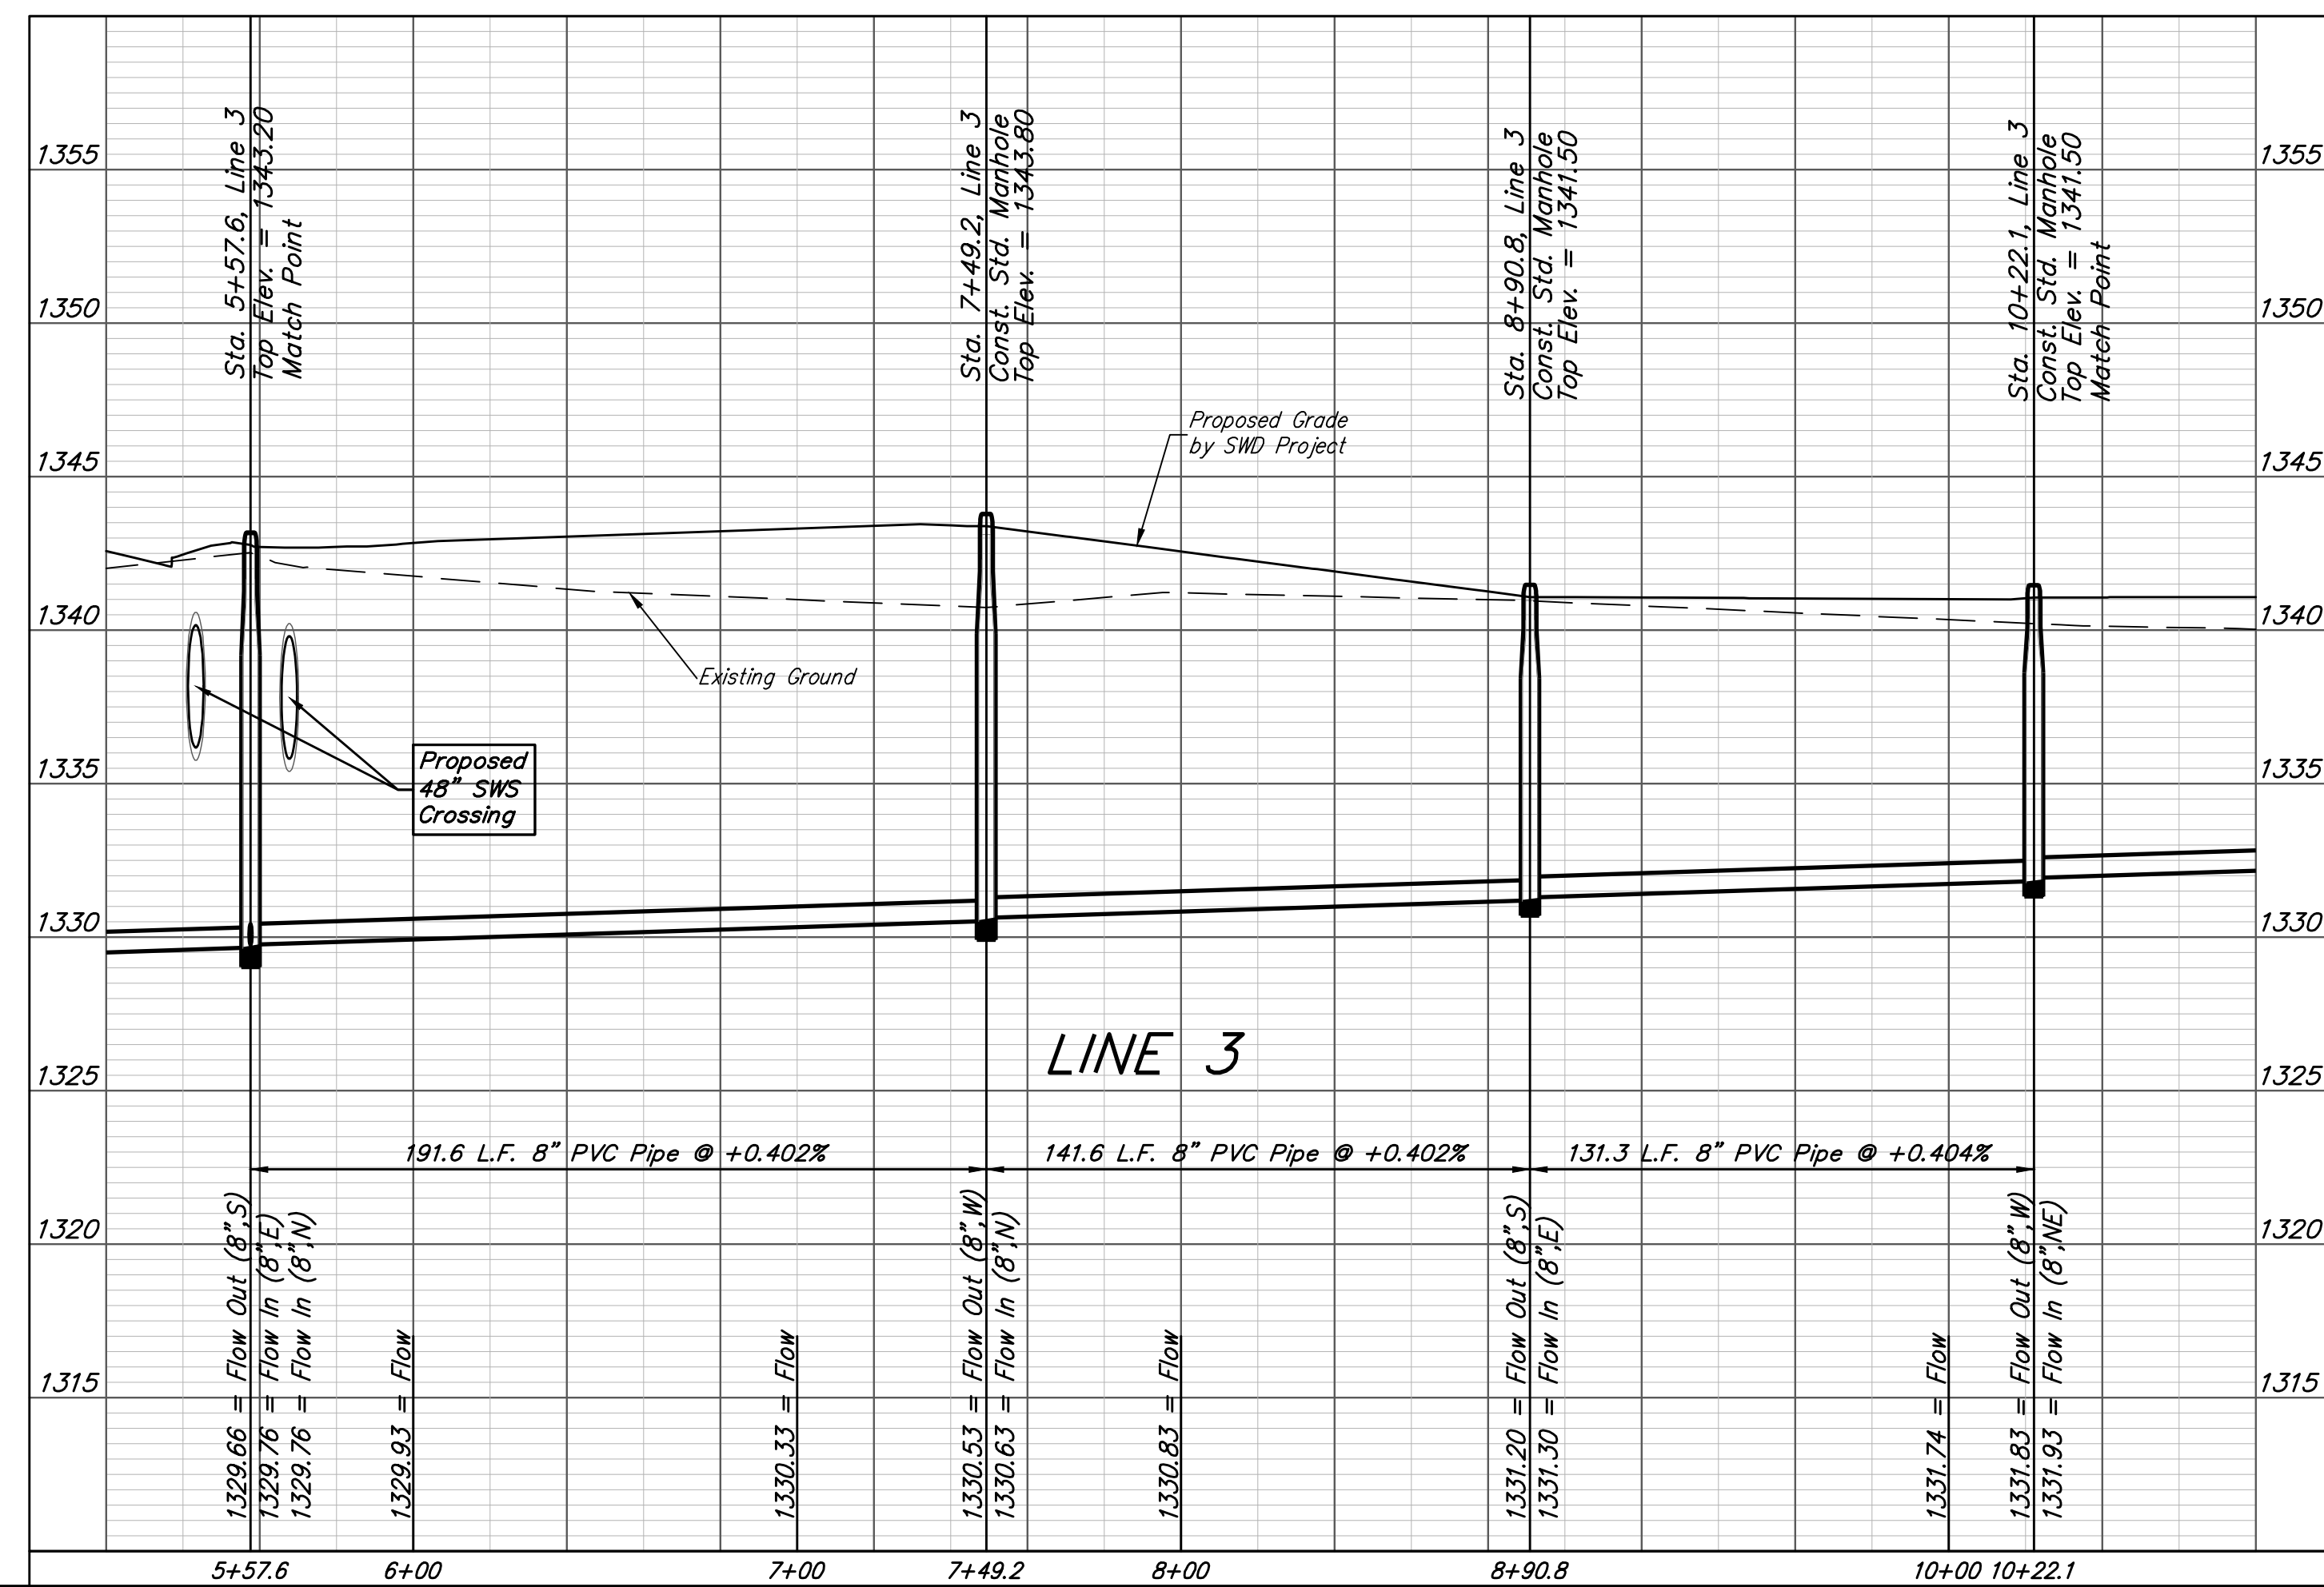 Sta. 5+57.6, Line 3
Top Elev. = 1343.20
Match Point
Sta. 7+49.2, Line 3
Const. Std. Manhole
Top Elev. = 1343.80
Sta. 8+90.8, Line 3
Const. Std. Manhole
Top Elev. = 1341.50
Sta. 10+22.1, Line 3
Const. Std. Manhole
Top Elev. = 1341.50
Match Point
1355
1355
1350
1350
Proposed Grade
by SWD Project
1345
1345
1340
1340
Existing Ground
Proposed
48" SWS
Crossing
1335
1335
1330
1330
LINE 3
1325
1325
191.6 L.F. 8" PVC Pipe @ +0.402%
141.6 L.F. 8" PVC Pipe @ +0.402%
131.3 L.F. 8" PVC Pipe @ +0.404%
1320
1320
1315
1315
1329.66 = Flow Out (8",S)
1329.76 = Flow In (8",E)
1329.76 = Flow In (8",N)
1329.93 = Flow
1330.33 = Flow
1330.53 = Flow Out (8",W)
1330.63 = Flow In (8",N)
1330.83 = Flow
1331.20 = Flow Out (8",S)
1331.30 = Flow In (8",E)
1331.74 = Flow
1331.83 = Flow Out (8",W)
1331.93 = Flow In (8",NE)
5+57.6
6+00
7+00
7+49.2
8+00
8+90.8
10+00
10+22.1